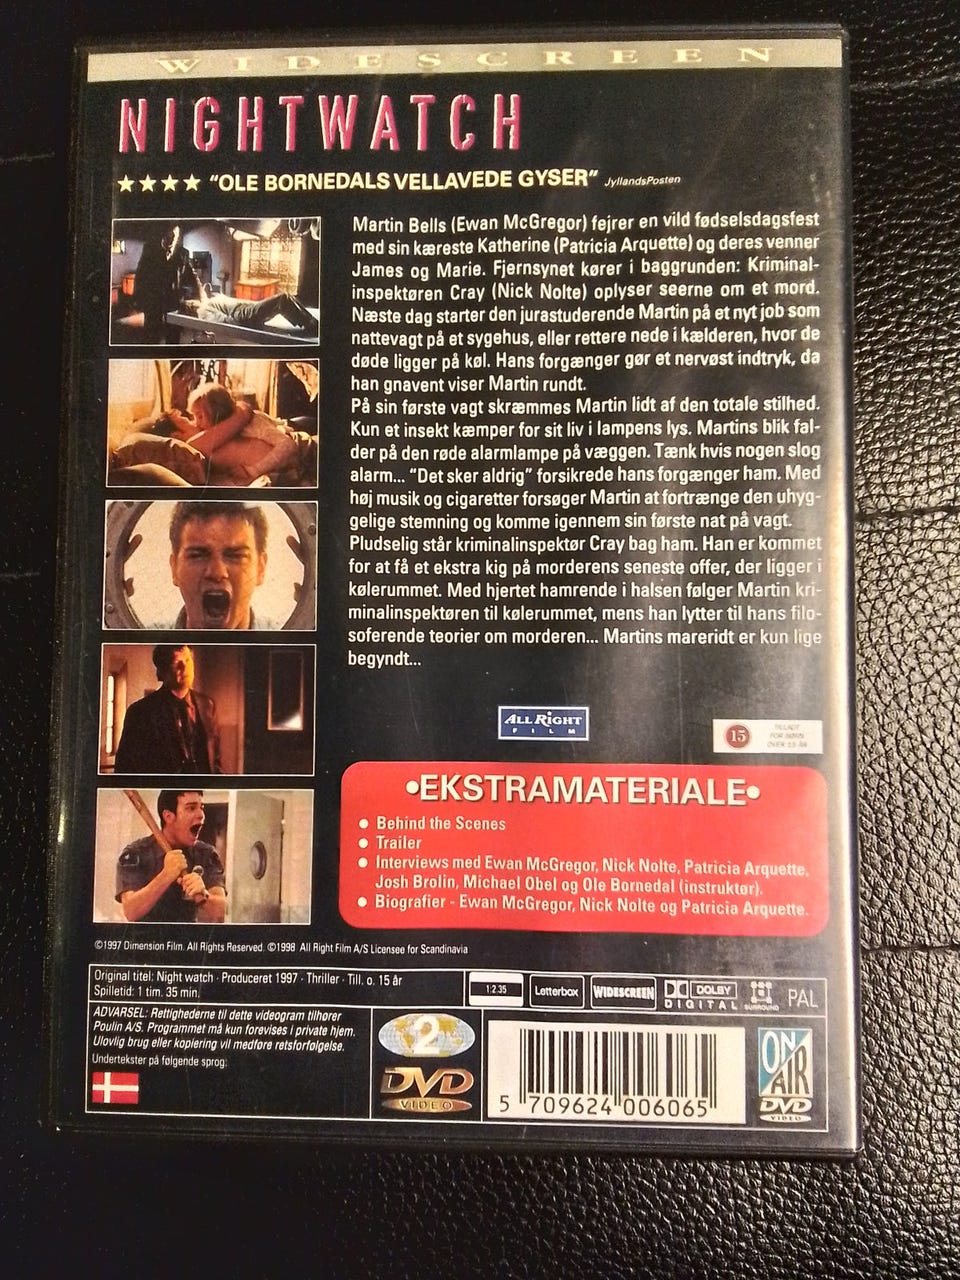 WIDESCREEN
NIGHTWATCH
★★★★ "OLE BORNEDALS VELLAVEDE GYSER" JyllandsPosten
Martin Bells (Ewan McGregor) fejrer en vild fødselsdagsfest
med sin kæreste Katherine (Patricia Arquette) og deres venner
James og Marie. Fjernsynet kører i baggrunden: Kriminal-
inspektøren Cray (Nick Nolte) oplyser seerne om et mord.
Næste dag starter den jurastuderende Martin på et nyt job som
nattevagt på et sygehus, eller rettere nede i kælderen, hvor de
døde ligger på køl. Hans forgænger gør et nervøst indtryk, da
han gnavent viser Martin rundt.
På sin første vagt skræmmes Martin lidt af den totale stilhed.
Kun et insekt kæmper for sit liv i lampens lys. Martins blik fal-
der på den røde alarmlampe på væggen. Tænk hvis nogen slog
alarm... "Det sker aldrig" forsikrede hans forgænger ham. Med
høj musik og cigaretter forsøger Martin at fortrænge den uhyg-
gelige stemning og komme igennem sin første nat på vagt.
Pludselig står kriminalinspektør Cray bag ham. Han er kommet
for at få et ekstra kig på morderens seneste offer, der ligger i
kølerummet. Med hjertet hamrende i halsen følger Martin kri-
minalinspektøren til kølerummet, mens han lytter til hans filo-
soferende teorier om morderen... Martins mareridt er kun lige
begyndt...
ALL RIGHT
FILM
15
TILLADT
FOR BØRN
OVER 15 ÅR
•EKSTRAMATERIALE•
● Behind the Scenes
● Trailer
● Interviews med Ewan McGregor, Nick Nolte, Patricia Arquette,
Josh Brolin, Michael Obel og Ole Bornedal (instruktør).
● Biografier - Ewan McGregor, Nick Nolte og Patricia Arquette.
©1997 Dimension Film. All Rights Reserved. ©1998 All Right Film A/S Licensee for Scandinavia
Original titel: Night watch · Produceret 1997 · Thriller · Till. o. 15 år
Spilletid: 1 tim. 35 min.
1:2.35
Letterbox
WIDESCREEN
DOLBY
DIGITAL
SURROUND
PAL
ADVARSEL: Rettighederne til dette videogram tilhører
Poulin A/S. Programmet må kun forevises i private hjem.
Ulovlig brug eller kopiering vil medføre retsforfølgelse.
Undertekster på følgende sprog:
2
DVD
VIDEO
5 709624 006065
ON
AIR
DVD
VIDEO